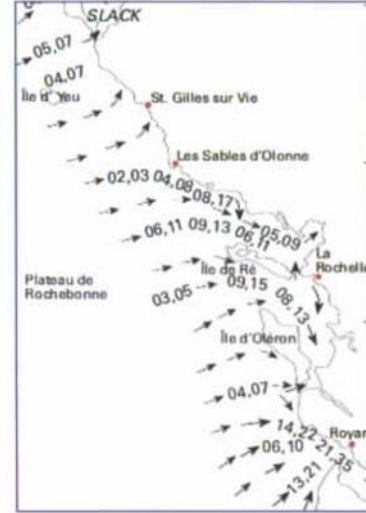 SLACK
05,07
04,07
Île d' Yeu
St. Gilles sur Vie
Les Sables d'Olonne
02,03 04,08 08,17
06,11 09,13 06,11 05,09
La
Rochelle
Île de Ré
Plateau de
Rochebonne
03,05 09,15 08,13
Île d'Oléron
04,07
14,22 21,35
Royan
06,10
13,21